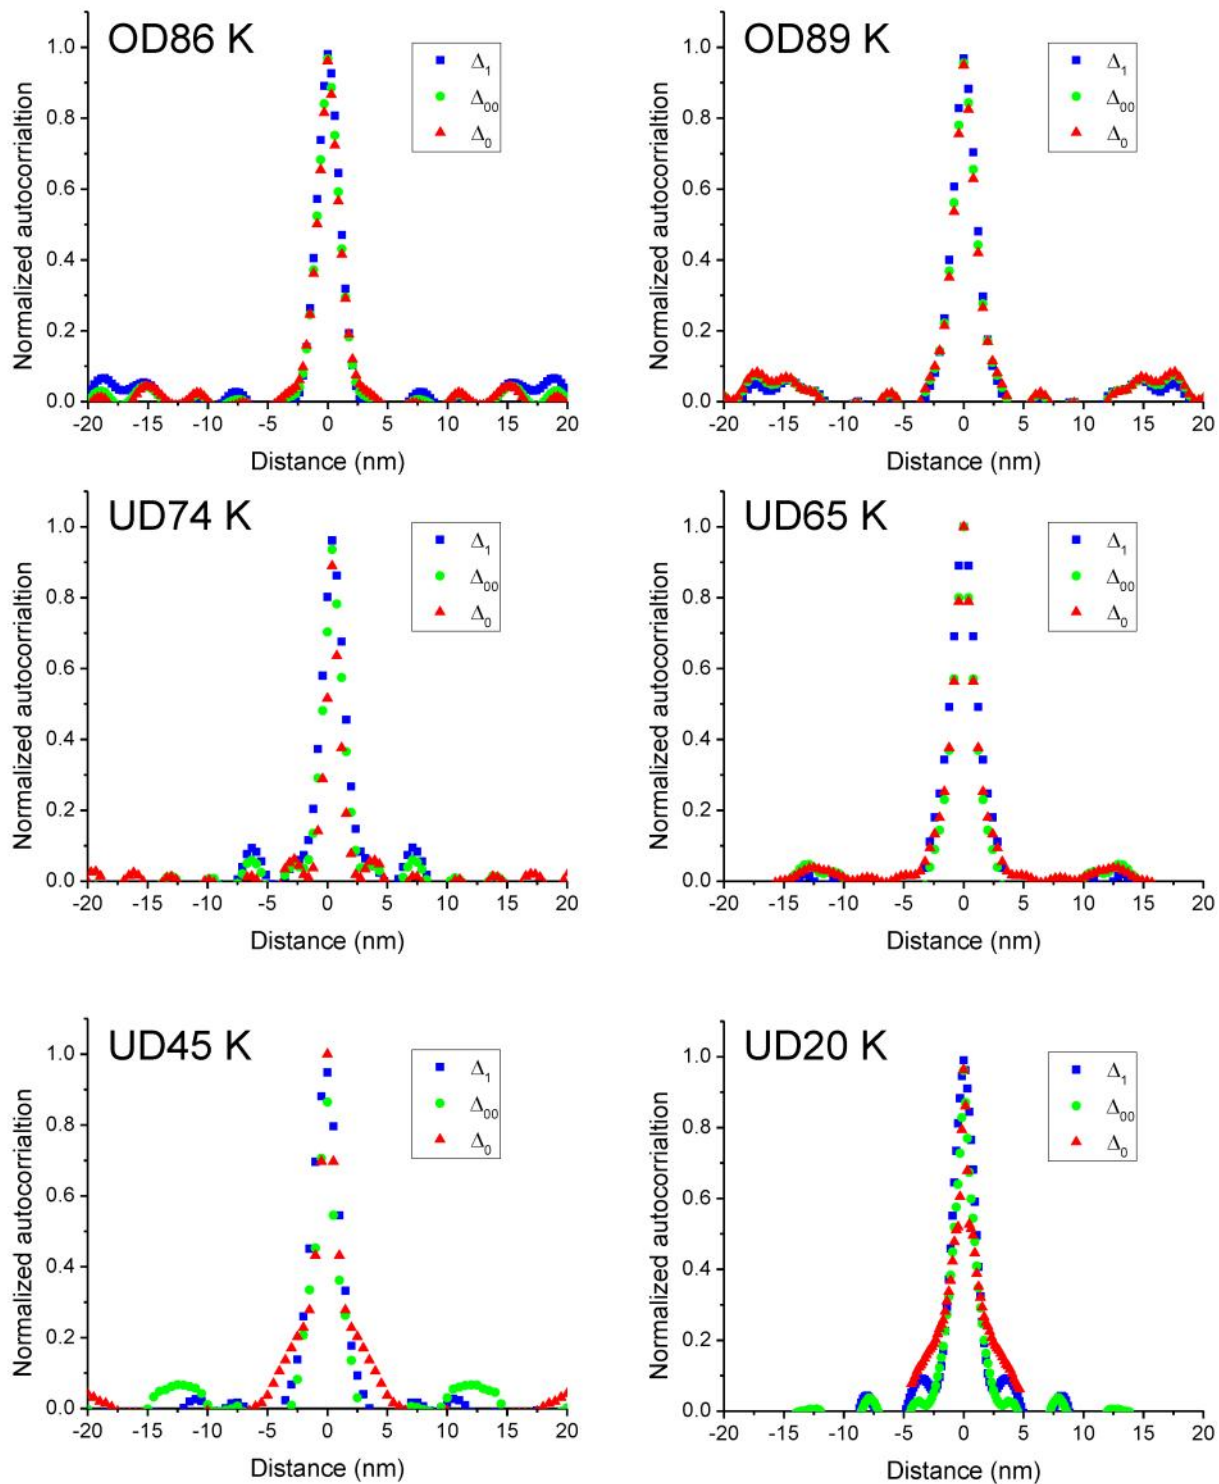 OD86 K
Normalized autocorrialtion
1.0
0.8
0.6
0.4
0.2
0.0
Δ1
Δ00
Δ0
-20 -15 -10 -5 0 5 10 15 20
Distance (nm)
OD89 K
Normalized autocorrialtion
1.0
0.8
0.6
0.4
0.2
0.0
Δ1
Δ00
Δ0
-20 -15 -10 -5 0 5 10 15 20
Distance (nm)
UD74 K
Normalized autocorrialtion
1.0
0.8
0.6
0.4
0.2
0.0
Δ1
Δ00
Δ0
-20 -15 -10 -5 0 5 10 15 20
Distance (nm)
UD65 K
Normalized autocorrialtion
1.0
0.8
0.6
0.4
0.2
0.0
Δ1
Δ00
Δ0
-20 -15 -10 -5 0 5 10 15 20
Distance (nm)
UD45 K
Normalized autocorrialtion
1.0
0.8
0.6
0.4
0.2
0.0
Δ1
Δ00
Δ0
-20 -15 -10 -5 0 5 10 15 20
Distance (nm)
UD20 K
Normalized autocorrialtion
1.0
0.8
0.6
0.4
0.2
0.0
Δ1
Δ00
Δ0
-20 -15 -10 -5 0 5 10 15 20
Distance (nm)